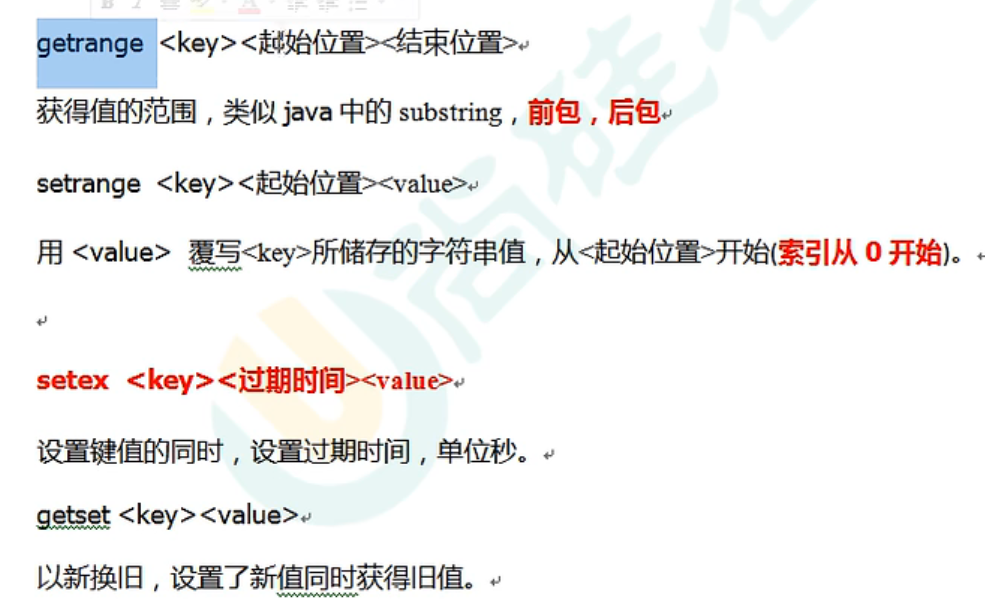 getrange <key><起始位置><结束位置>
获得值的范围，类似 java 中的 substring，前包，后包
setrange <key><起始位置><value>
用 <value> 覆写<key>所储存的字符串值，从<起始位置>开始(索引从 0 开始)。
setex <key><过期时间><value>
设置键值的同时，设置过期时间，单位秒。
getset <key><value>
以新换旧，设置了新值同时获得旧值。
尚硅